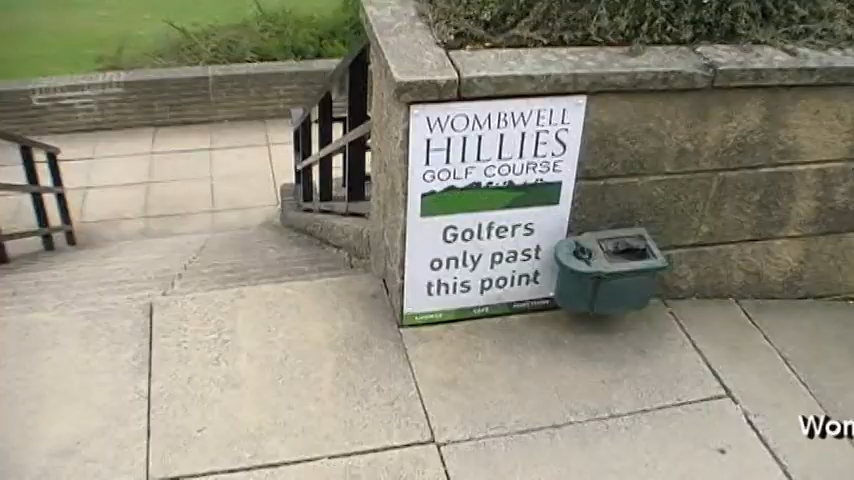 WOMBWELL
HILLIES
GOLF COURSE
Golfers
only past
this point
Wom